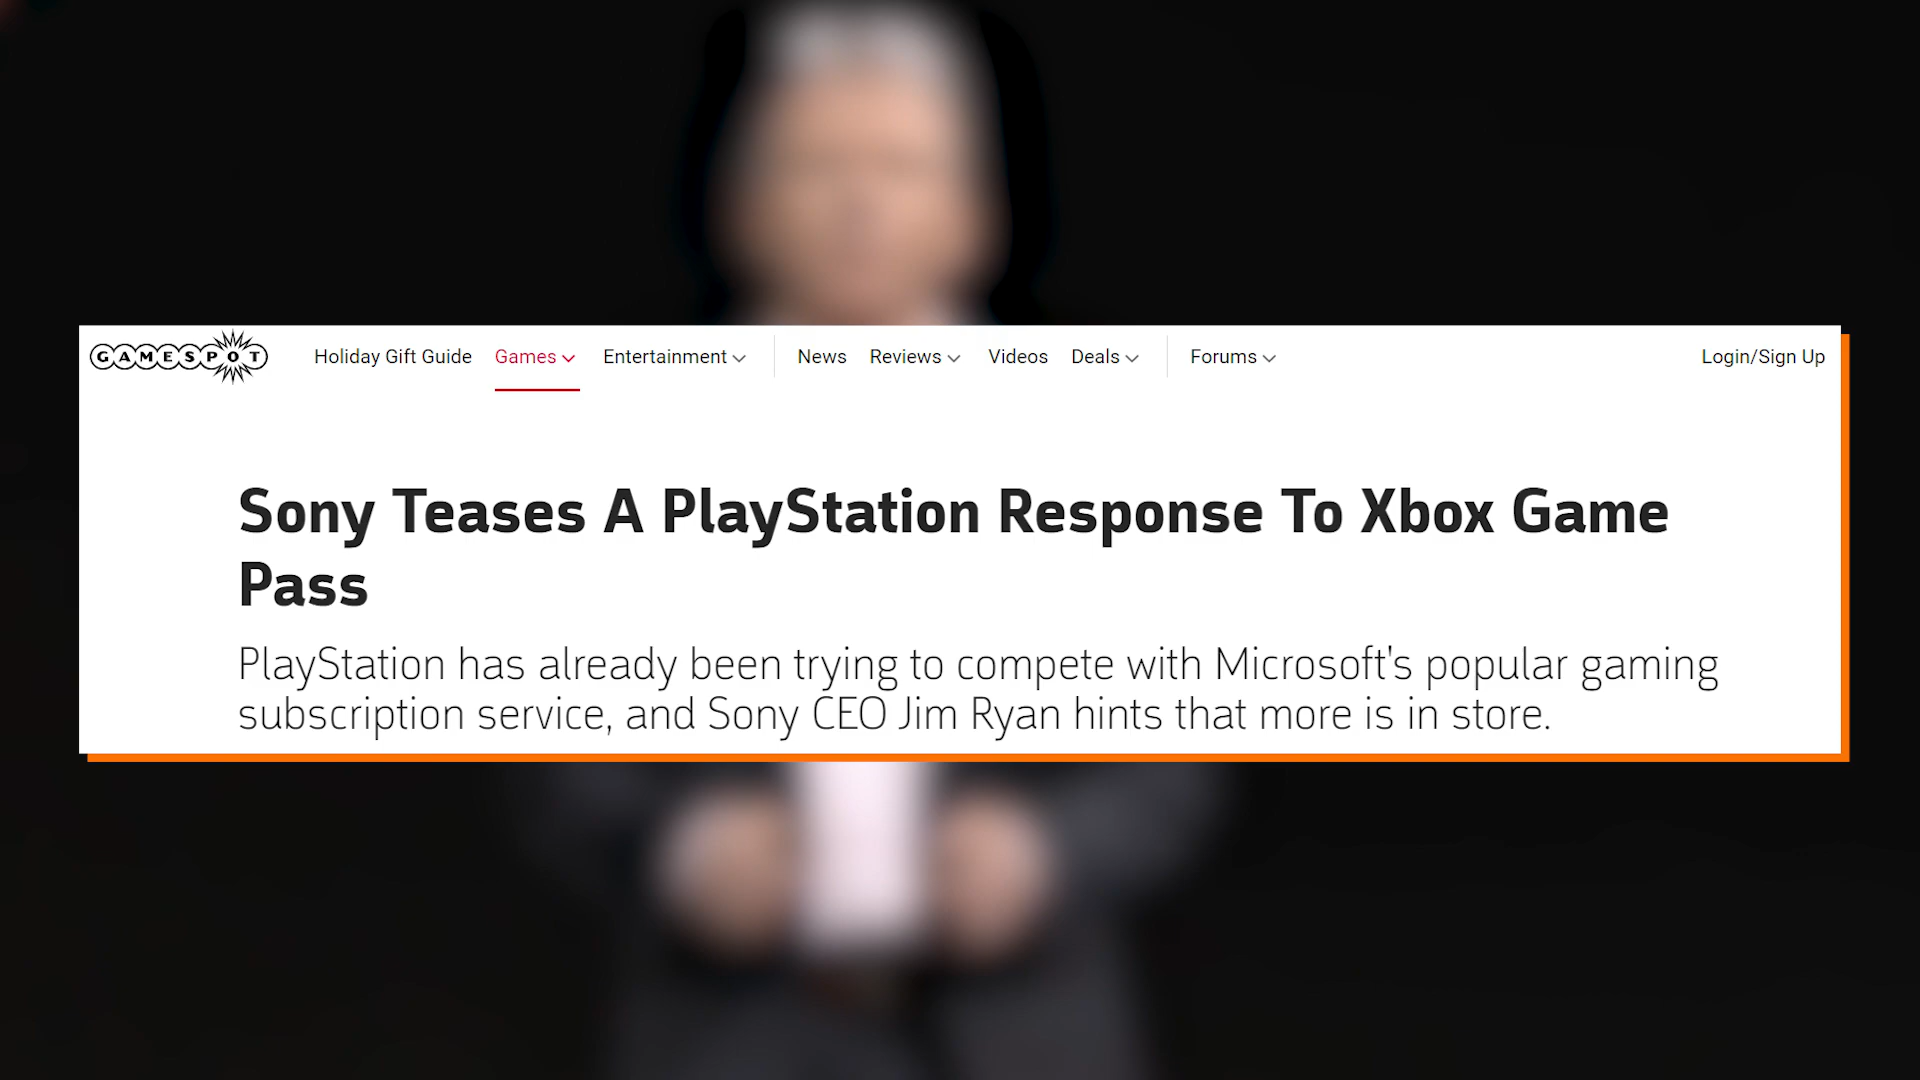 GAMESPOT Holiday Gift Guide Games Entertainment News Reviews Videos Deals Forums Login/Sign Up
Sony Teases A PlayStation Response To Xbox Game
Pass
PlayStation has already been trying to compete with Microsoft's popular gaming
subscription service, and Sony CEO Jim Ryan hints that more is in store.